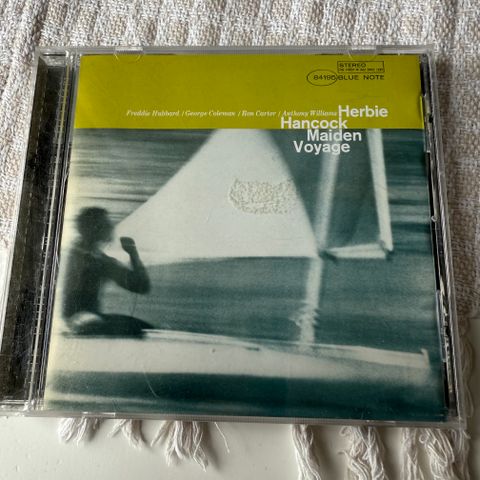 STEREO
84195 BLUE NOTE
Freddie Hubbard / George Coleman / Ron Carter / Anthony Williams Herbie
Hancock
Maiden
Voyage